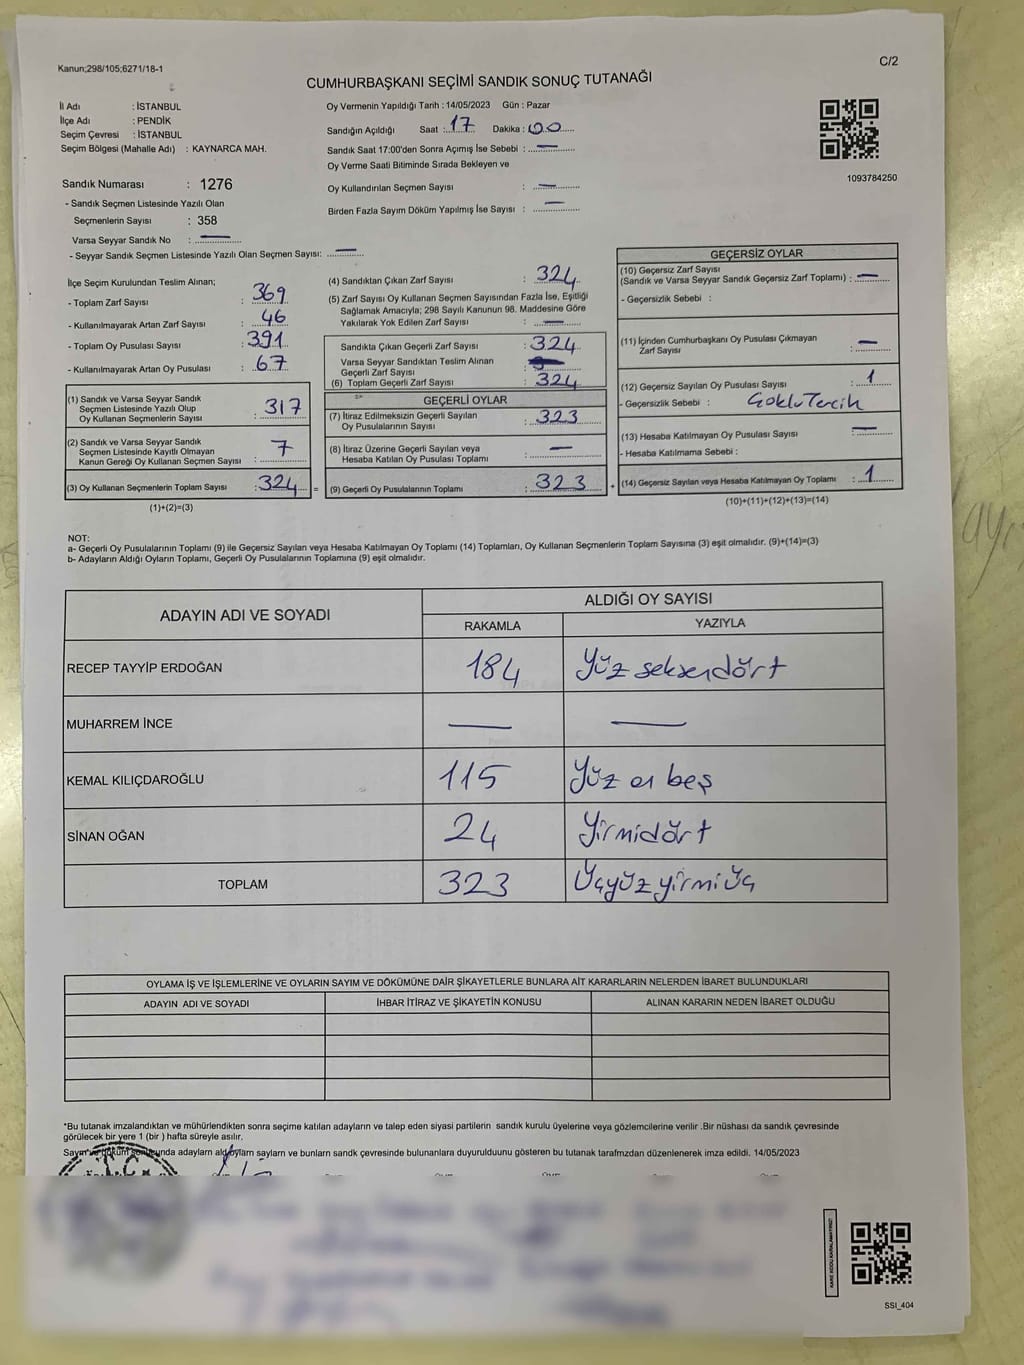 Kanun;298/105;6271/18-1
C/2
CUMHURBAŞKANI SEÇİMİ SANDIK SONUÇ TUTANAĞI
İl Adı : İSTANBUL
İlçe Adı : PENDİK
Seçim Çevresi : İSTANBUL
Seçim Bölgesi (Mahalle Adı) : KAYNARCA MAH.
Oy Vermenin Yapıldığı Tarih : 14/05/2023 Gün : Pazar
Sandığın Açıldığı Saat : 17 Dakika : 00
Sandık Saat 17:00'den Sonra Açımış İse Sebebi : —
Oy Verme Saati Bitiminde Sırada Bekleyen ve
Oy Kullandırılan Seçmen Sayısı : —
Birden Fazla Sayım Döküm Yapılmış İse Sayısı : —
1093784250
Sandık Numarası : 1276
- Sandık Seçmen Listesinde Yazılı Olan
Seçmenlerin Sayısı : 358
Varsa Seyyar Sandık No : —
- Seyyar Sandık Seçmen Listesinde Yazılı Olan Seçmen Sayısı: —
İlçe Seçim Kurulundan Teslim Alınan;
- Toplam Zarf Sayısı : 369
- Kullanılmayarak Artan Zarf Sayısı : 46
- Toplam Oy Pusulası Sayısı : 391
- Kullanılmayarak Artan Oy Pusulası : 67
(1) Sandık ve Varsa Seyyar Sandık
Seçmen Listesinde Yazılı Olup
Oy Kullanan Seçmenlerin Sayısı : 317
(2) Sandık ve Varsa Seyyar Sandık
Seçmen Listesinde Kayıtlı Olmayan
Kanun Gereği Oy Kullanan Seçmen Sayısı : 7
(3) Oy Kullanan Seçmenlerin Toplam Sayısı : 324 =
(1)+(2)=(3)
(4) Sandıktan Çıkan Zarf Sayısı : 324
(5) Zarf Sayısı Oy Kullanan Seçmen Sayısından Fazla İse, Eşitliği
Sağlamak Amacıyla; 298 Sayılı Kanunun 98. Maddesine Göre
Yakılarak Yok Edilen Zarf Sayısı : —
Sandıkta Çıkan Geçerli Zarf Sayısı : 324
Varsa Seyyar Sandıktan Teslim Alınan
Geçerli Zarf Sayısı :
(6) Toplam Geçerli Zarf Sayısı : 324
GEÇERLİ OYLAR
(7) İtiraz Edilmeksizin Geçerli Sayılan
Oy Pusulalarının Sayısı : 323
(8) İtiraz Üzerine Geçerli Sayılan veya
Hesaba Katılan Oy Pusulası Toplamı : —
(9) Geçerli Oy Pusulalarının Toplamı : 323 +
GEÇERSİZ OYLAR
(10) Geçersiz Zarf Sayısı
(Sandık ve Varsa Seyyar Sandık Geçersiz Zarf Toplamı) : —
- Geçersizlik Sebebi :
(11) İçinden Cumhurbaşkanı Oy Pusulası Çıkmayan
Zarf Sayısı : —
(12) Geçersiz Sayılan Oy Pusulası Sayısı : 1
- Geçersizlik Sebebi : Çoklu Tercih
(13) Hesaba Katılmayan Oy Pusulası Sayısı : —
- Hesaba Katılmama Sebebi :
(14) Geçersiz Sayılan veya Hesaba Katılmayan Oy Toplamı : 1
(10)+(11)+(12)+(13)=(14)
NOT:
a- Geçerli Oy Pusulalarının Toplamı (9) ile Geçersiz Sayılan veya Hesaba Katılmayan Oy Toplamı (14) Toplamları, Oy Kullanan Seçmenlerin Toplam Sayısına (3) eşit olmalıdır. (9)+(14)=(3)
b- Adayların Aldığı Oyların Toplamı, Geçerli Oy Pusulalarının Toplamına (9) eşit olmalıdır.
ADAYIN ADI VE SOYADI
ALDIĞI OY SAYISI
RAKAMLA YAZIYLA
RECEP TAYYİP ERDOĞAN 184 Yüz seksendört
MUHARREM İNCE — —
KEMAL KILIÇDAROĞLU 115 Yüz on beş
SİNAN OĞAN 24 Yirmidört
TOPLAM 323 Üçyüz yirmi üç
OYLAMA İŞ VE İŞLEMLERİNE VE OYLARIN SAYIM VE DÖKÜMÜNE DAİR ŞİKAYETLERLE BUNLARA AİT KARARLARIN NELERDEN İBARET BULUNDUKLARI
ADAYIN ADI VE SOYADI İHBAR İTİRAZ VE ŞİKAYETİN KONUSU ALINAN KARARIN NEDEN İBARET OLDUĞU
*Bu tutanak imzalandıktan ve mühürlendikten sonra seçime katılan adayların ve talep eden siyasi partilerin sandık kurulu üyelerine veya gözlemcilerine verilir .Bir nüshası da sandık çevresinde
görülecek bir yere 1 (bir ) hafta süreyle asılır.
Sayım ve döküm sonucunda adaylarn aldı oylarn saylarn ve bunlarn sandk çevresinde bulunanlara duyurulduunu gösteren bu tutanak tarafmzdan düzenlenerek imza edildi. 14/05/2023
T.C.
KARE KODU KARALAMAYINIZ!
SSI_404